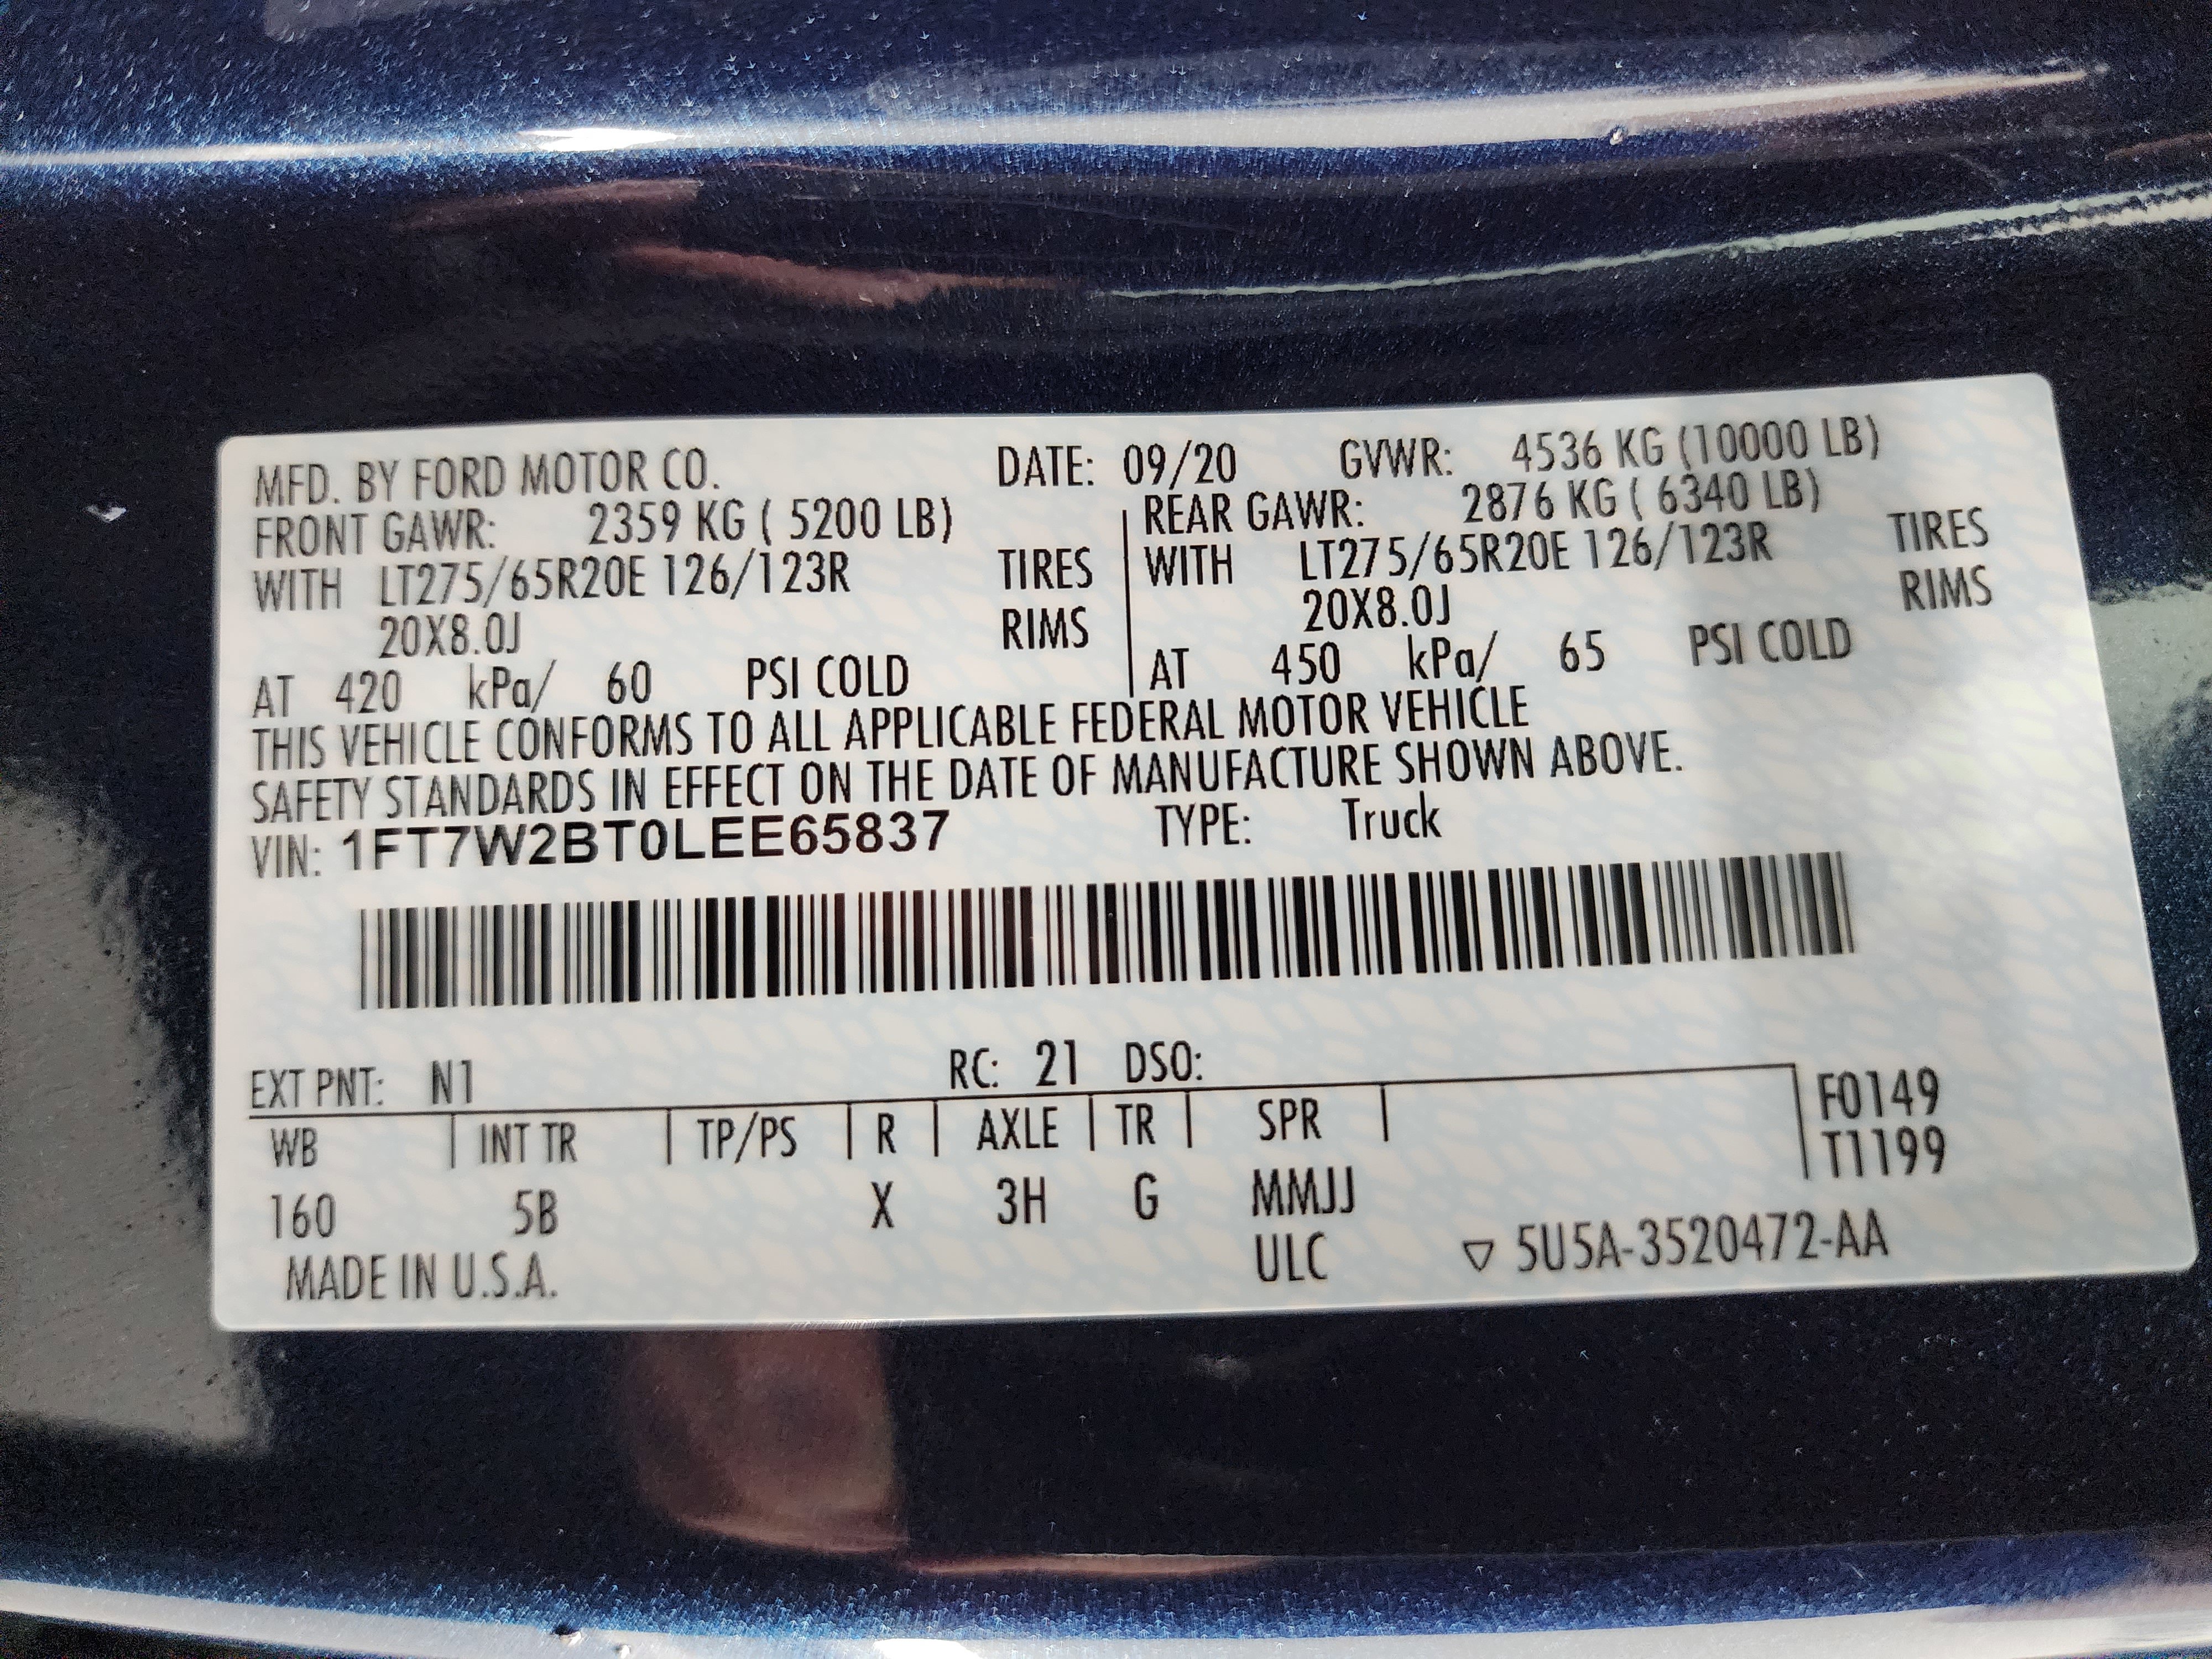 MFD. BY FORD MOTOR CO. DATE: 09/20 GVWR: 4536 KG (10000 LB)
FRONT GAWR: 2359 KG ( 5200 LB) REAR GAWR: 2876 KG ( 6340 LB)
WITH LT275/65R20E 126/123R TIRES WITH LT275/65R20E 126/123R TIRES
20X8.0J RIMS 20X8.0J RIMS
AT 420 kPa/ 60 PSI COLD AT 450 kPa/ 65 PSI COLD
THIS VEHICLE CONFORMS TO ALL APPLICABLE FEDERAL MOTOR VEHICLE
SAFETY STANDARDS IN EFFECT ON THE DATE OF MANUFACTURE SHOWN ABOVE.
VIN: 1FT7W2BT0LEE65837 TYPE: Truck
EXT PNT: N1 RC: 21 DSO:
WB INT TR TP/PS R AXLE TR SPR F0149
T1199
160 5B X 3H G MMJJ
MADE IN U.S.A. ULC ▽ 5U5A-3520472-AA